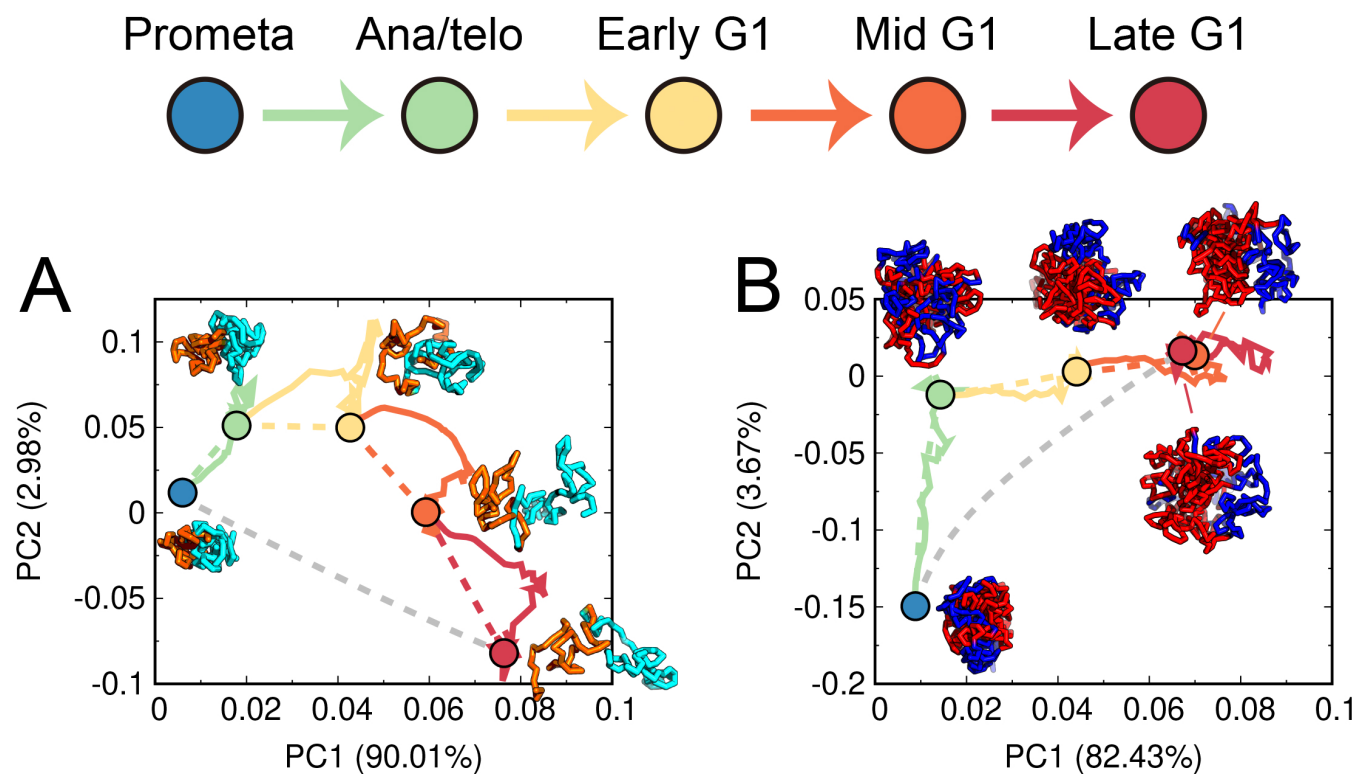 Prometa Ana/telo Early G1 Mid G1 Late G1
A
0.1
0.05
0
-0.05
-0.1
PC2 (2.98%)
0 0.02 0.04 0.06 0.08 0.1
PC1 (90.01%)
B
0.05
0
-0.05
-0.1
-0.15
-0.2
PC2 (3.67%)
0 0.02 0.04 0.06 0.08 0.1
PC1 (82.43%)